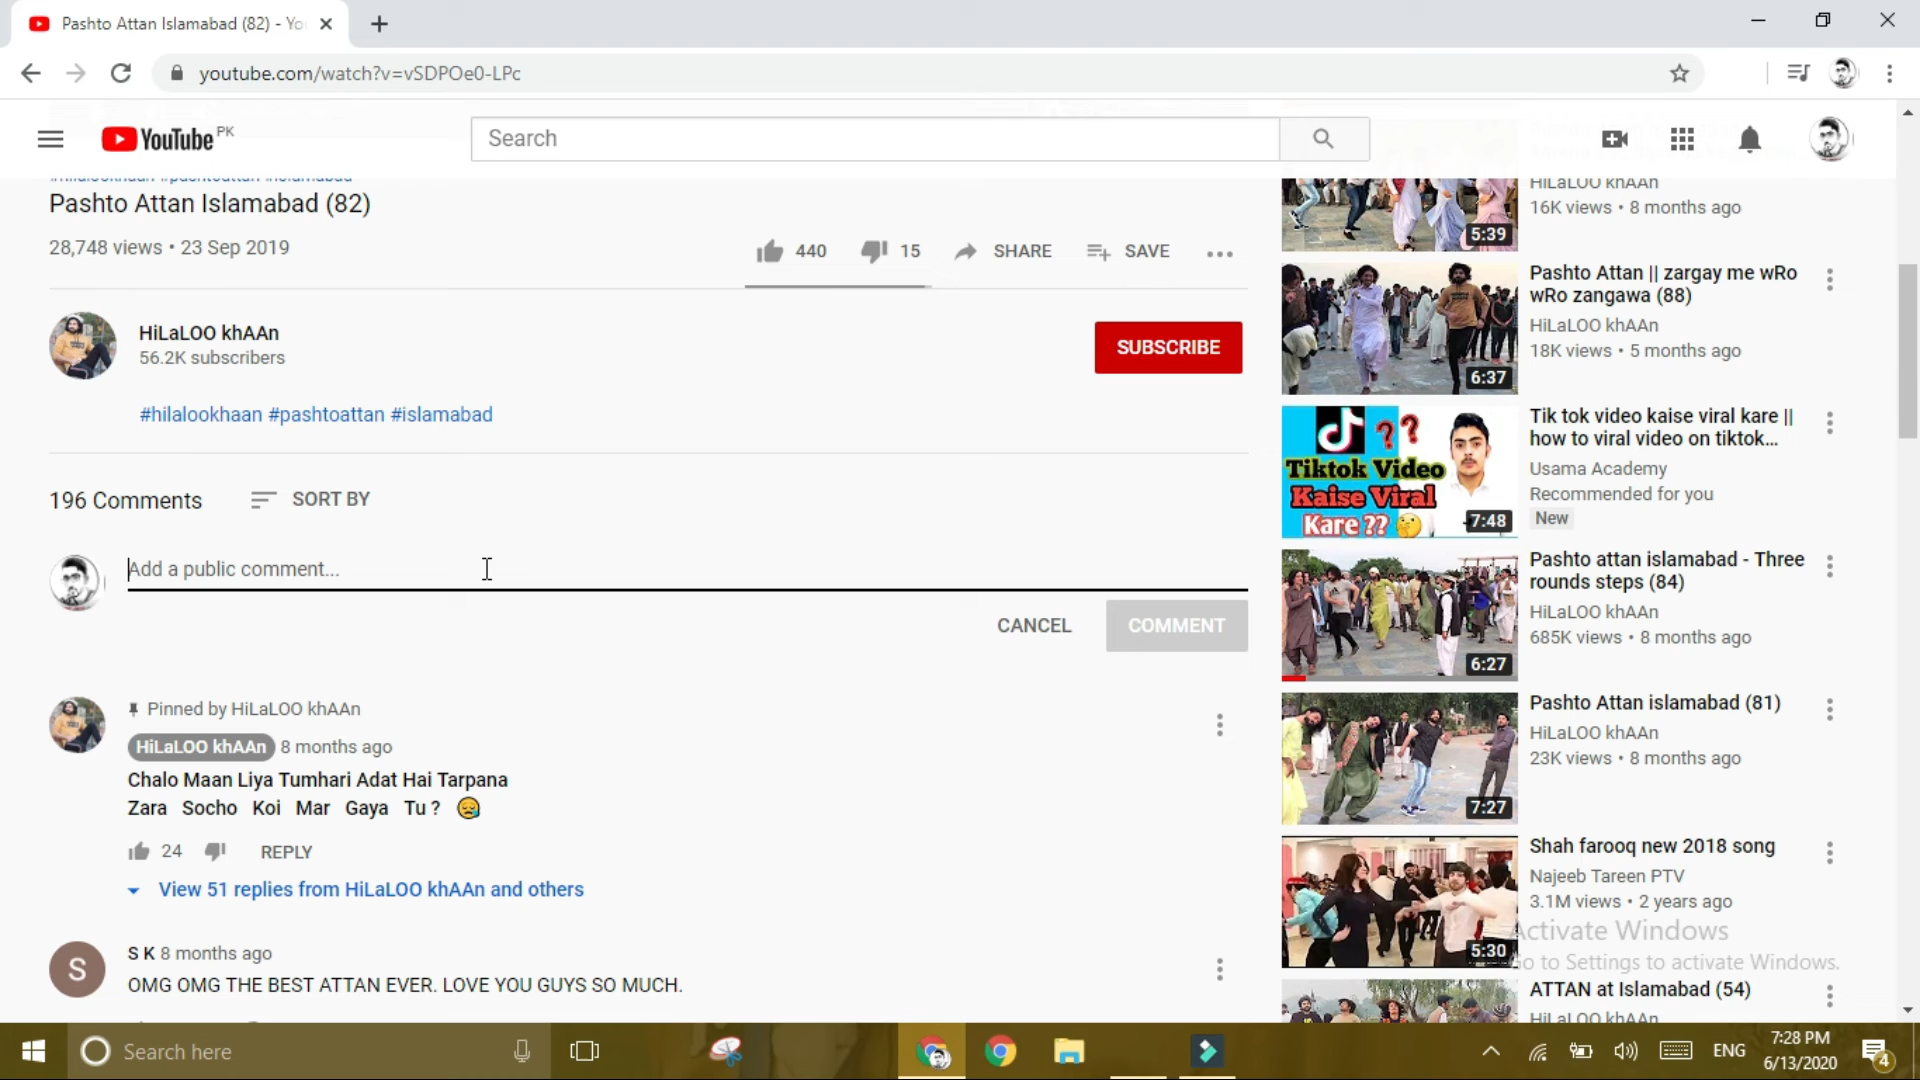 Pashto Attan Islamabad (82) - Yo
youtube.com/watch?v=vSDPOe0-LPc
YouTube PK
Search
Pashto Attan Islamabad (82)
28,748 views • 23 Sep 2019
440
15
SHARE
SAVE
HiLaLOO khAAn
56.2K subscribers
SUBSCRIBE
#hilalookhaan #pashtoattan #islamabad
196 Comments
SORT BY
Add a public comment...
CANCEL
COMMENT
Pinned by HiLaLOO khAAn
HiLaLOO khAAn 8 months ago
Chalo Maan Liya Tumhari Adat Hai Tarpana
Zara Socho Koi Mar Gaya Tu ? 😪
24
REPLY
View 51 replies from HiLaLOO khAAn and others
S
S K 8 months ago
OMG OMG THE BEST ATTAN EVER. LOVE YOU GUYS SO MUCH.
HiLaLOO khAAn
16K views • 8 months ago
5:39
Pashto Attan || zargay me wRo
wRo zangawa (88)
HiLaLOO khAAn
18K views • 5 months ago
6:37
Tik tok video kaise viral kare ||
how to viral video on tiktok...
Usama Academy
Recommended for you
New
??
Tiktok Video
Kaise Viral
Kare ?? 🤔
7:48
Pashto attan islamabad - Three
rounds steps (84)
HiLaLOO khAAn
685K views • 8 months ago
6:27
Pashto Attan islamabad (81)
HiLaLOO khAAn
23K views • 8 months ago
7:27
Shah farooq new 2018 song
Najeeb Tareen PTV
3.1M views • 2 years ago
5:30
Activate Windows
Go to Settings to activate Windows.
ATTAN at Islamabad (54)
HiLaLOO khAAn
Search here
ENG
7:28 PM
6/13/2020
4